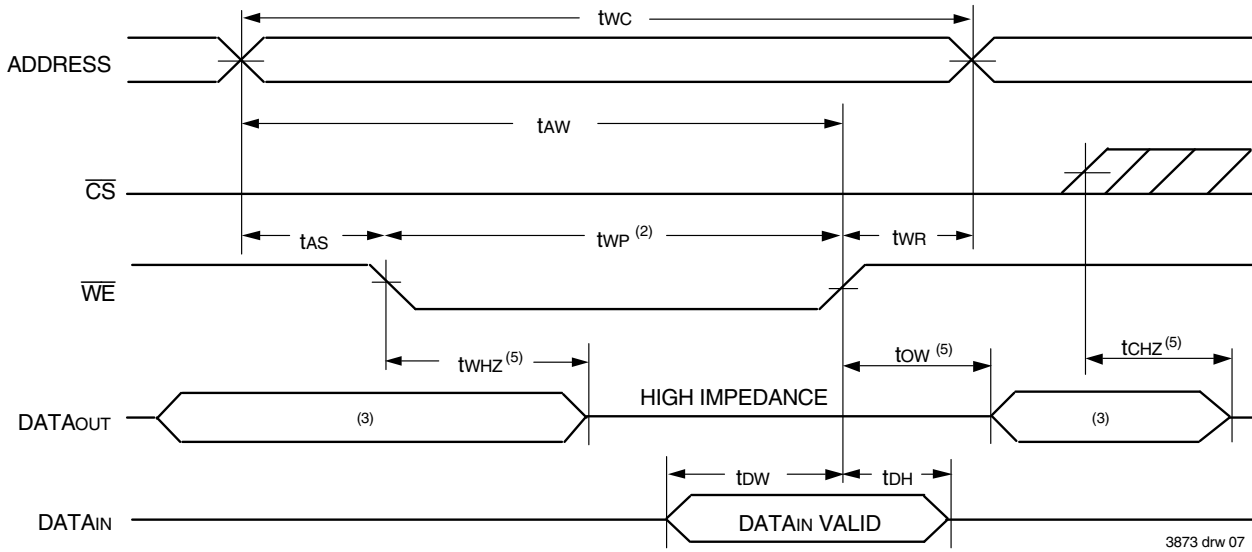 tWC
ADDRESS
tAW
CS
tAS
tWP (2)
tWR
WE
tWHZ (5)
tOW (5)
tCHZ (5)
DATAOUT
(3)
HIGH IMPEDANCE
(3)
tDW
tDH
DATAIN
DATAIN VALID
3873 drw 07